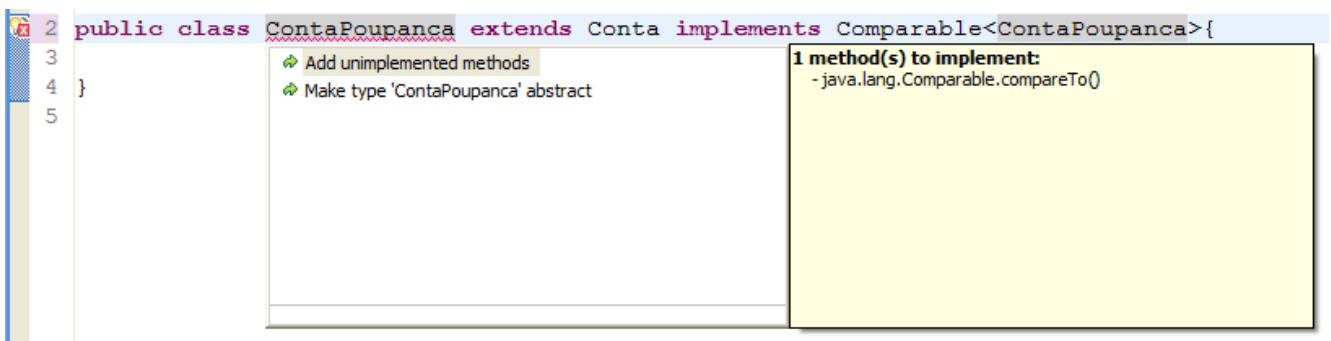 2 public class ContaPoupanca extends Conta implements Comparable<ContaPoupanca>{
3
4 }
5
Add unimplemented methods
Make type 'ContaPoupanca' abstract
1 method(s) to implement:
- java.lang.Comparable.compareTo()